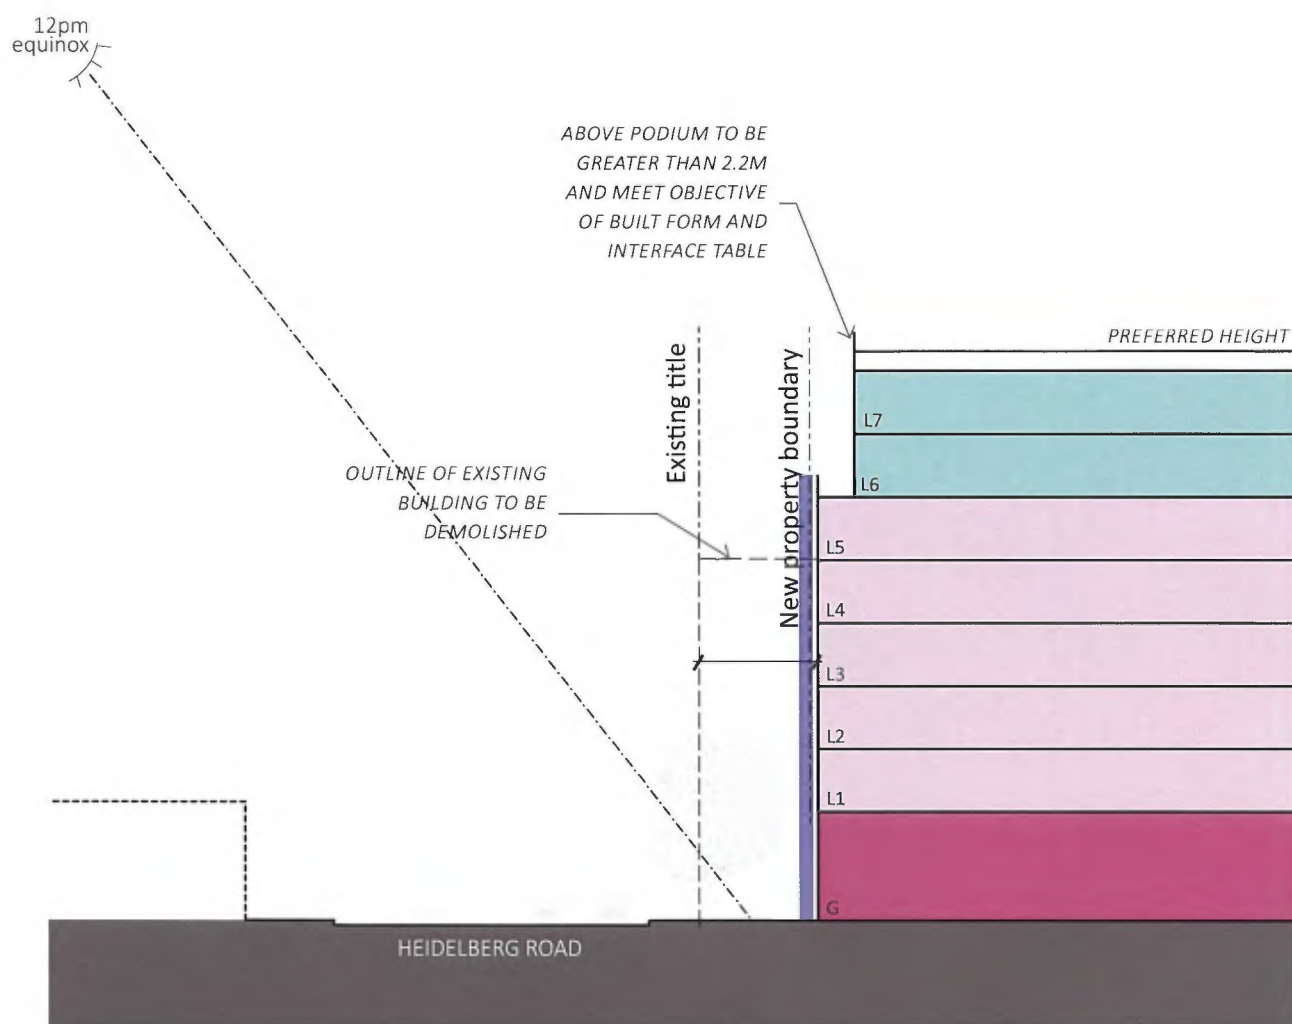 12pm
equinox
ABOVE PODIUM TO BE
GREATER THAN 2.2M
AND MEET OBJECTIVE
OF BUILT FORM AND
INTERFACE TABLE
PREFERRED HEIGHT
Existing title
New property boundary
OUTLINE OF EXISTING
BUILDING TO BE
DEMOLISHED
L7
L6
L5
L4
L3
L2
L1
G
HEIDELBERG ROAD